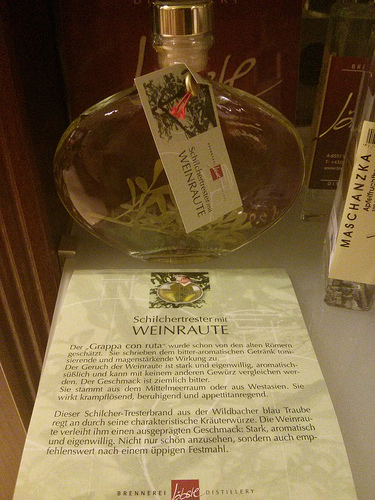 Schilchertrester mit
WEINRAUTE
MASCHANZKA
Schilchertrester mit
WEINRAUTE
Der „Grappa con ruta" wurde schon von den alten Römern
geschätzt. Sie schrieben dem bitter-aromatischen Getränk toni-
sierende und magenstärkende Wirkung zu.
Der Geruch der Weinraute ist stark und eigenwillig, aromatisch-
süßlich und kann mit keinem anderen Gewürz verglichen wer-
den. Der Geschmack ist ziemlich bitter.
Sie stammt aus dem Mittelmeerraum oder aus Westasien. Sie
wirkt krampflösend, beruhigend und appetitanregend.
Dieser Schilcher-Tresterbrand aus der Wildbacher blau Traube
regt an durch seine charakteristische Kräuterwürze. Die Weinrau-
te verleiht ihm einen ausgeprägten Geschmack: Stark, aromatisch
und eigenwillig. Nicht nur schön anzusehen, sondern auch emp-
fehlenswert nach einem üppigen Festmahl.
BRENNEREI jöbstl DISTILLERY